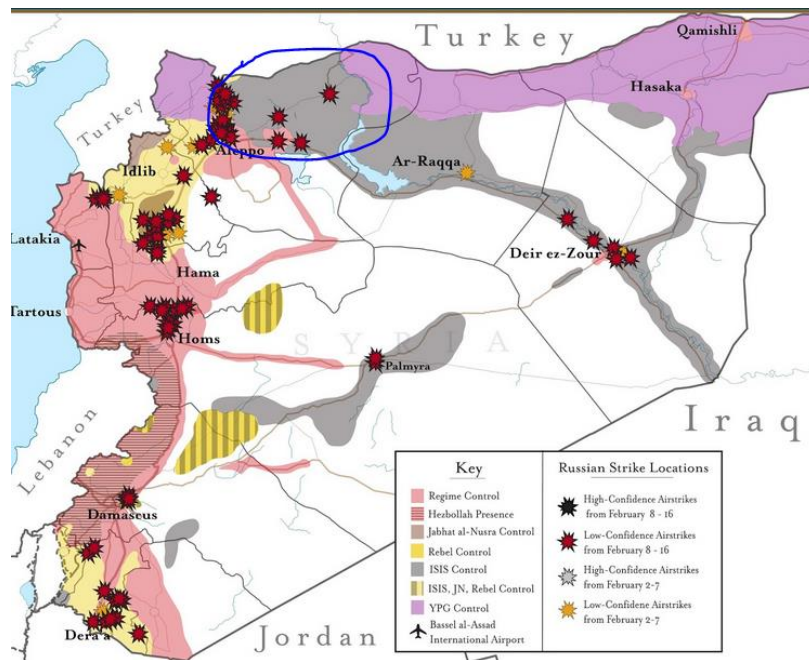 Turkey
Qamishli
Hasaka
Turkey
Aleppo
Idlib
Ar-Raqqa
Latakia
Deir ez-Zour
Hama
Tartous
Homs
SYRIA
Palmyra
Iraq
Lebanon
Damascus
Dera'a
Jordan
Key
Regime Control
Hezbollah Presence
Jabhat al-Nusra Control
Rebel Control
ISIS Control
ISIS, JN, Rebel Control
YPG Control
Bassel al-Assad
International Airport
Russian Strike Locations
High-Confidence Airstrikes
from February 8 - 16
Low-Confidence Airstrikes
from February 8 - 16
High-Confidence Airstrikes
from February 2-7
Low-Confidene Airstrikes
from February 2-7